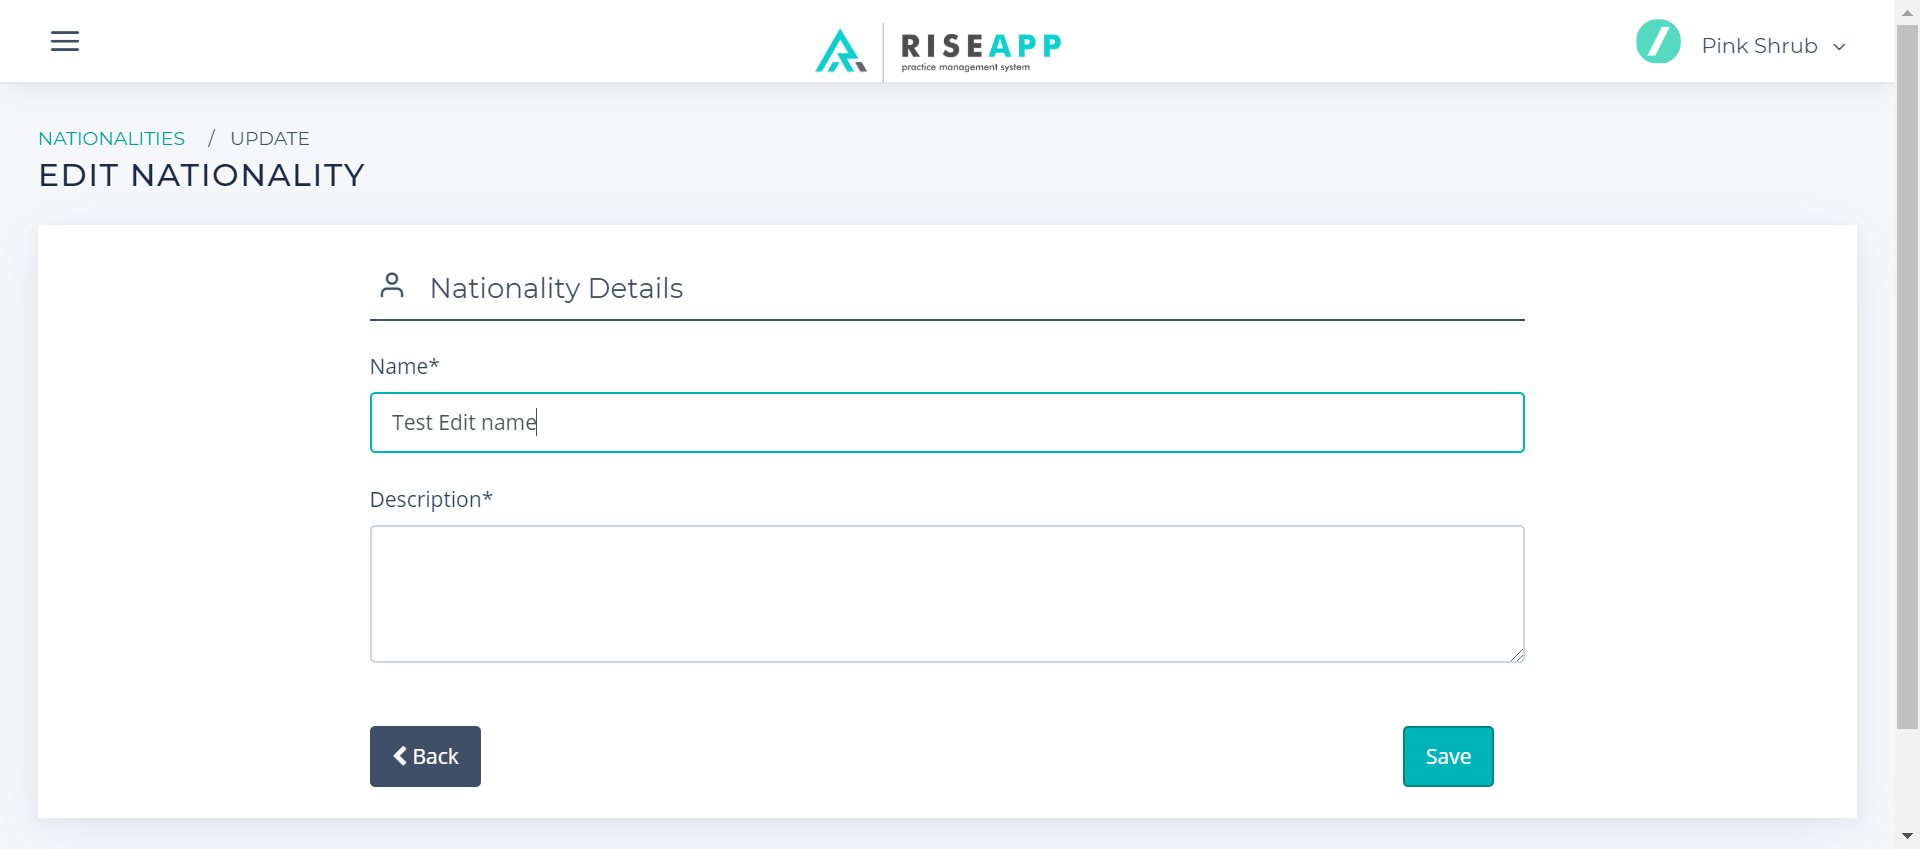 RISEAPP
practice management system
Pink Shrub
NATIONALITIES / UPDATE
EDIT NATIONALITY
Nationality Details
Name*
Test Edit name
Description*
Back
Save